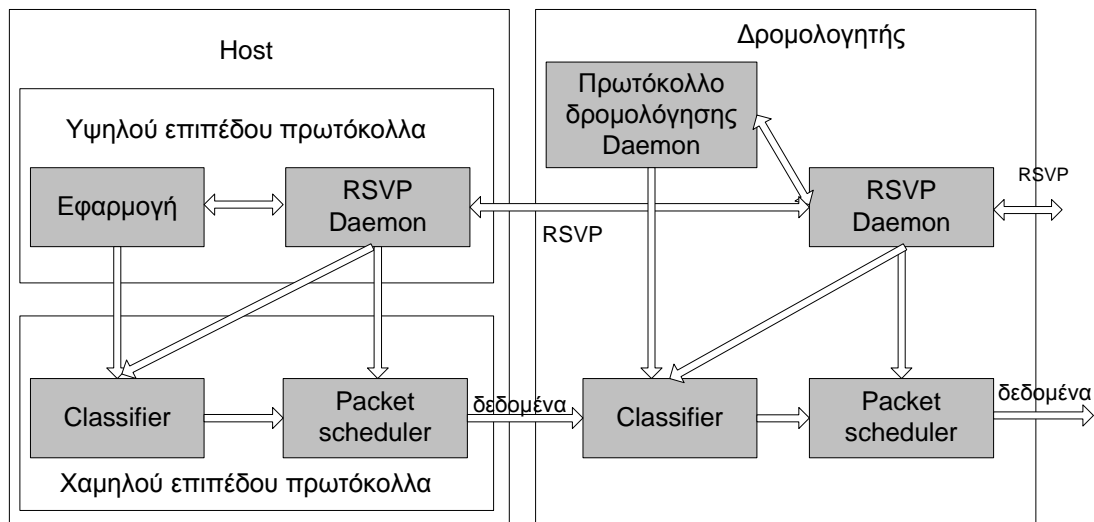 Host
Υψηλού επιπέδου πρωτόκολλα
Εφαρμογή
RSVP
Daemon
Classifier
Packet
scheduler
Χαμηλού επιπέδου πρωτόκολλα
RSVP
δεδομένα
Δρομολογητής
Πρωτόκολλο
δρομολόγησης
Daemon
RSVP
Daemon
RSVP
Classifier
Packet
scheduler
δεδομένα